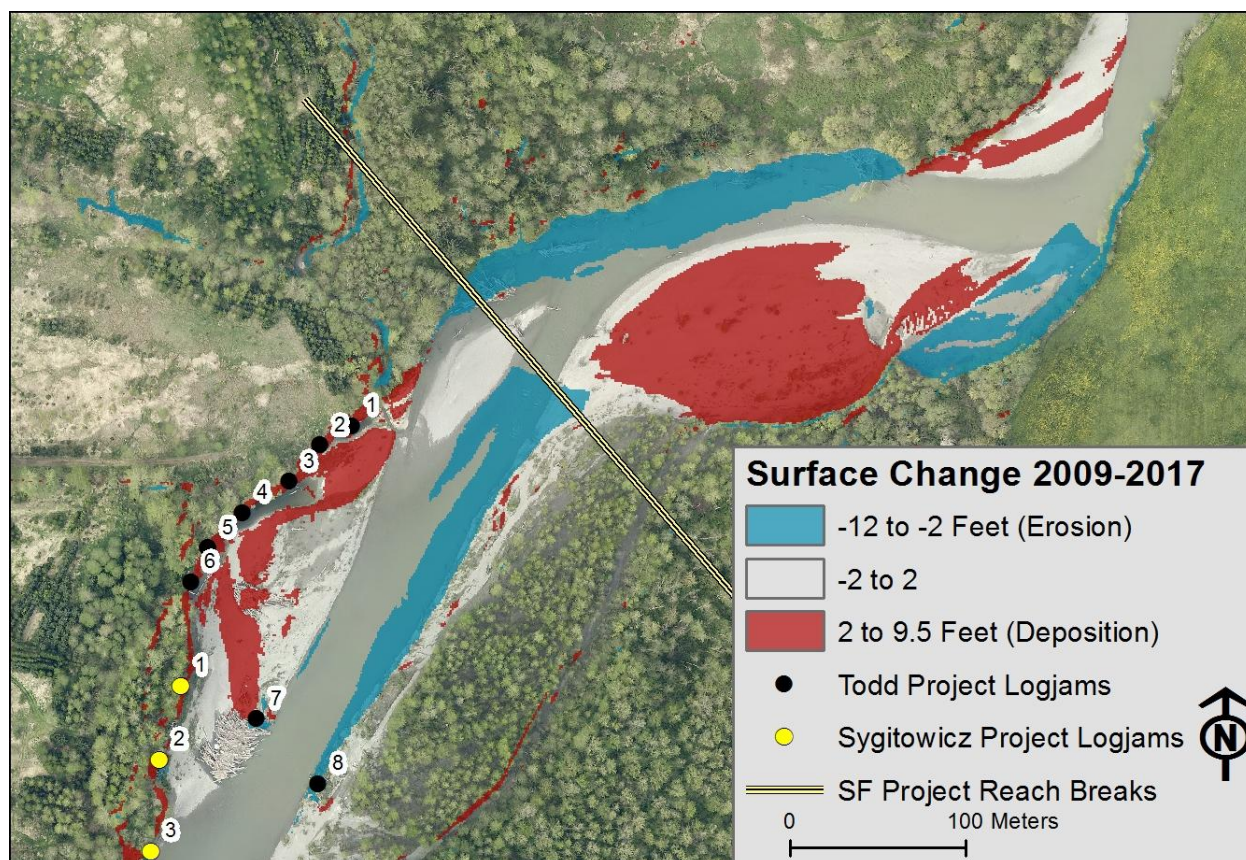 1
2
3
4
5
6
1
7
2
8
3
Surface Change 2009-2017
-12 to -2 Feet (Erosion)
-2 to 2
2 to 9.5 Feet (Deposition)
Todd Project Logjams
Sygitowicz Project Logjams
SF Project Reach Breaks
N
0 100 Meters